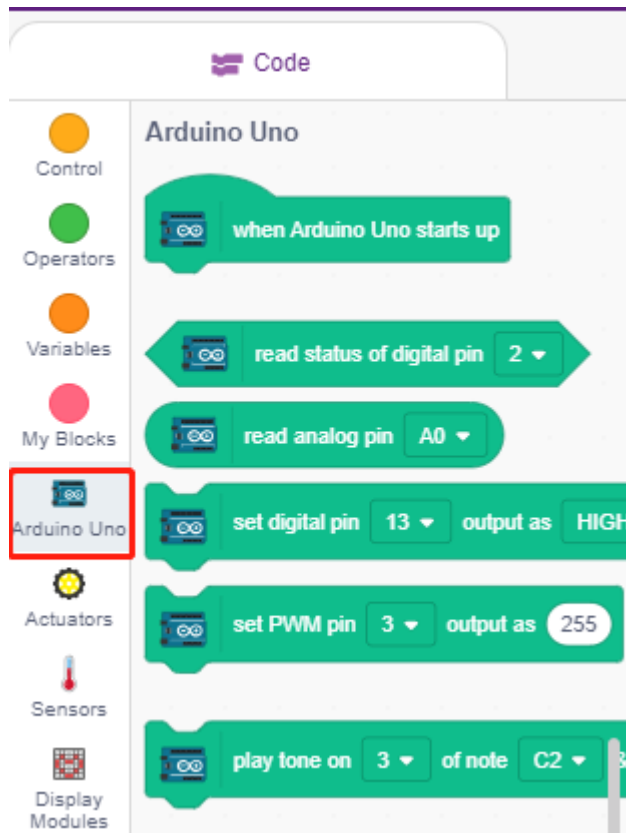 Code
Control
Operators
Variables
My Blocks
Arduino Uno
Actuators
Sensors
Display
Modules
Arduino Uno
when Arduino Uno starts up
read status of digital pin 2
read analog pin A0
set digital pin 13 output as HIGH
set PWM pin 3 output as 255
play tone on 3 of note C2 &